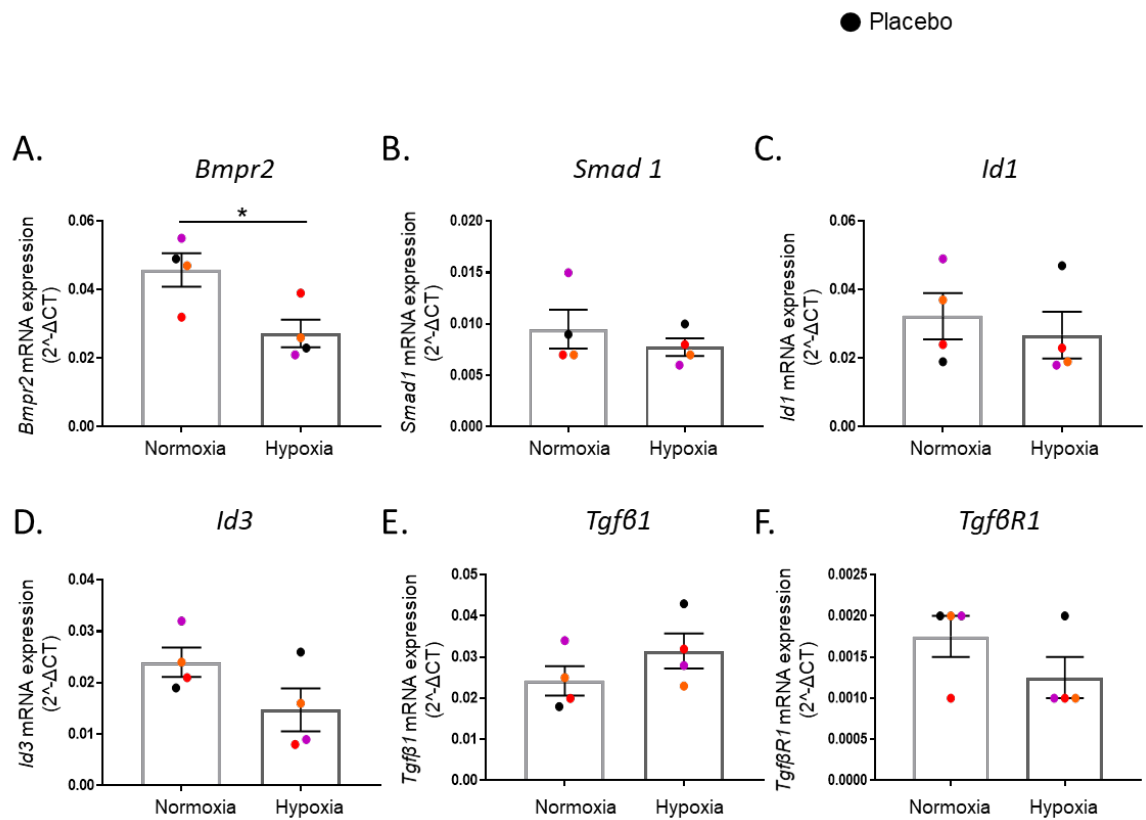 Placebo
A.
Bmpr2
*
Bmpr2 mRNA expression
(2^-ΔCT)
0.06
0.04
0.02
0.00
Normoxia
Hypoxia
B.
Smad 1
Smad1 mRNA expression
(2^-ΔCT)
0.020
0.015
0.010
0.005
0.000
Normoxia
Hypoxia
C.
Id1
Id1 mRNA expression
(2^-ΔCT)
0.06
0.04
0.02
0.00
Normoxia
Hypoxia
D.
Id3
Id3 mRNA expression
(2^-ΔCT)
0.04
0.03
0.02
0.01
0.00
Normoxia
Hypoxia
E.
Tgfβ1
Tgfβ1 mRNA expression
(2^-ΔCT)
0.05
0.04
0.03
0.02
0.01
0.00
Normoxia
Hypoxia
F.
TgfβR1
TgfβR1 mRNA expression
(2^-ΔCT)
0.0025
0.0020
0.0015
0.0010
0.0005
0.0000
Normoxia
Hypoxia